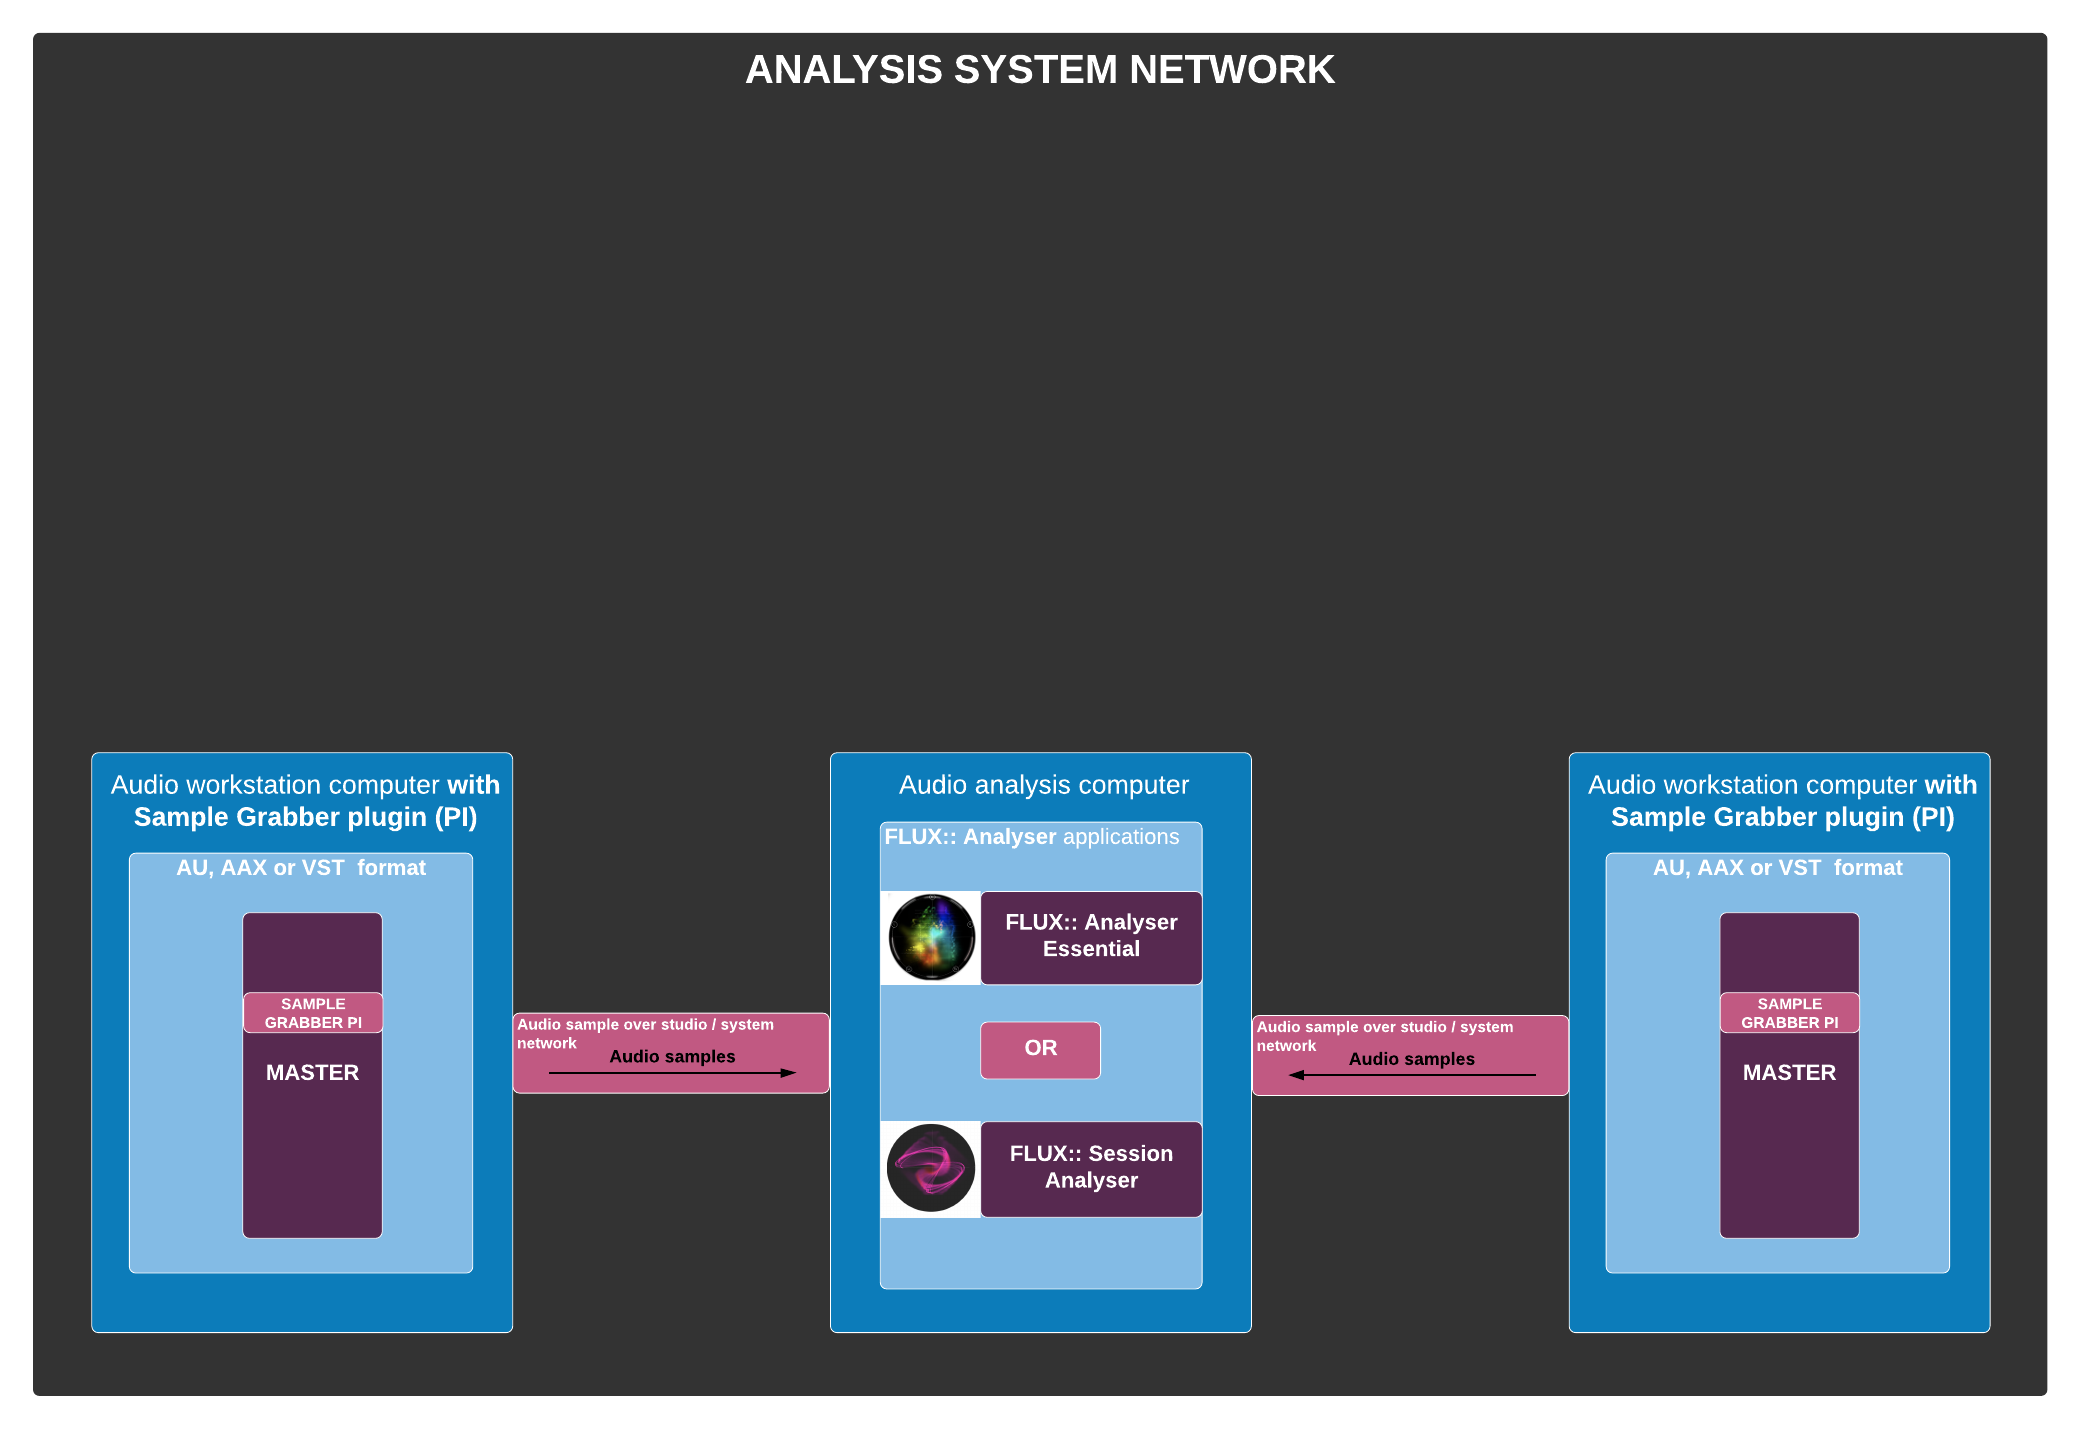 ANALYSIS SYSTEM NETWORK
Audio workstation computer with
Sample Grabber plugin (PI)
AU, AAX or VST  format
SAMPLE
GRABBER PI
MASTER
Audio sample over studio / system
network
Audio samples
Audio analysis computer
FLUX:: Analyser applications
FLUX:: Analyser
Essential
OR
FLUX:: Session
Analyser
Audio sample over studio / system
network
Audio samples
Audio workstation computer with
Sample Grabber plugin (PI)
AU, AAX or VST  format
SAMPLE
GRABBER PI
MASTER